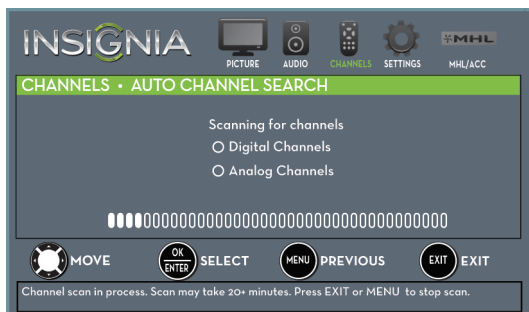 INSIGNIA
PICTURE AUDIO CHANNELS SETTINGS MHL MHL/ACC
CHANNELS • AUTO CHANNEL SEARCH
Scanning for channels
Digital Channels
Analog Channels
MOVE OK ENTER SELECT MENU PREVIOUS EXIT EXIT
Channel scan in process. Scan may take 20+ minutes. Press EXIT or MENU to stop scan.